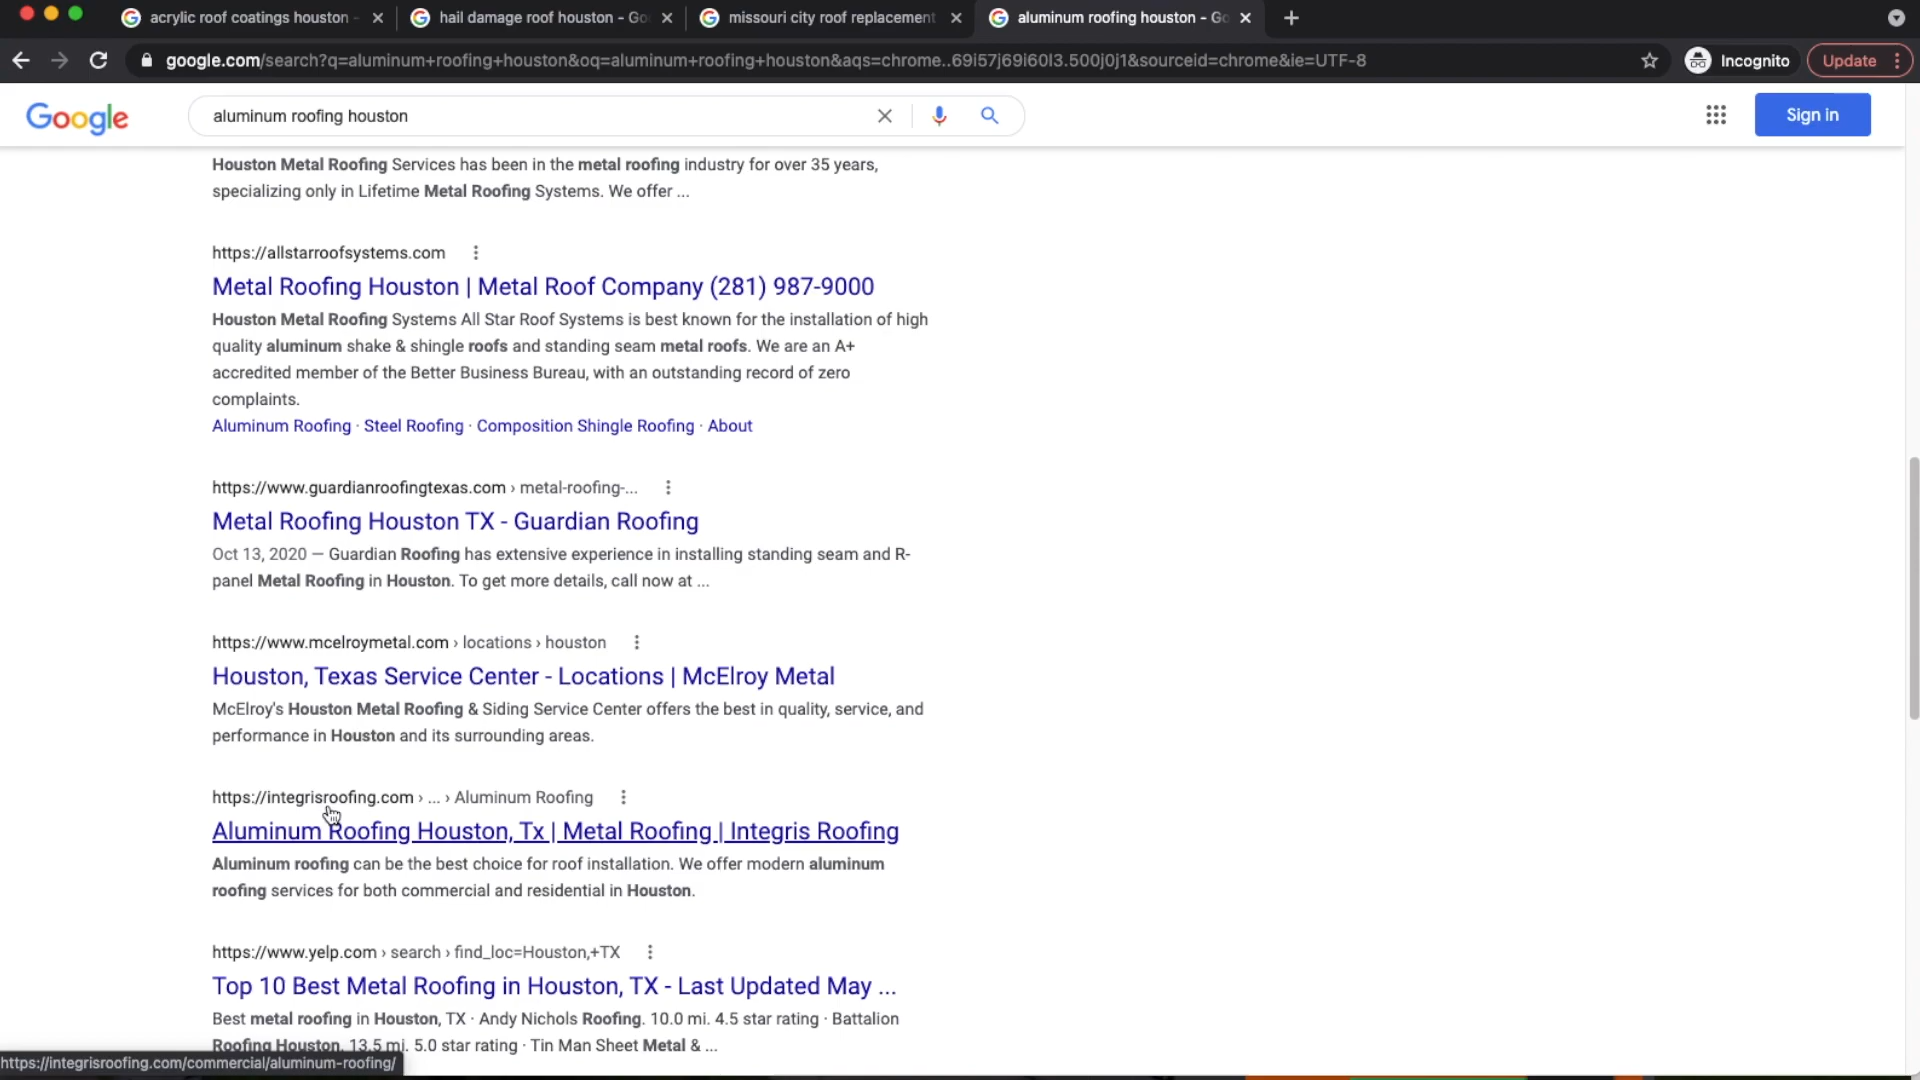 acrylic roof coatings houston -
hail damage roof houston - Go
missouri city roof replacement
aluminum roofing houston - Go
google.com/search?q=aluminum+roofing+houston&oq=aluminum+roofing+houston&aqs=chrome..69i57j69i60l3.500j0j1&sourceid=chrome&ie=UTF-8
Incognito
Update
Google
aluminum roofing houston
Sign in
Houston Metal Roofing Services has been in the metal roofing industry for over 35 years,
specializing only in Lifetime Metal Roofing Systems. We offer ...
https://allstarroofsystems.com
Metal Roofing Houston | Metal Roof Company (281) 987-9000
Houston Metal Roofing Systems All Star Roof Systems is best known for the installation of high
quality aluminum shake & shingle roofs and standing seam metal roofs. We are an A+
accredited member of the Better Business Bureau, with an outstanding record of zero
complaints.
Aluminum Roofing · Steel Roofing · Composition Shingle Roofing · About
https://www.guardianroofingtexas.com › metal-roofing-...
Metal Roofing Houston TX - Guardian Roofing
Oct 13, 2020 — Guardian Roofing has extensive experience in installing standing seam and R-
panel Metal Roofing in Houston. To get more details, call now at ...
https://www.mcelroymetal.com › locations › houston
Houston, Texas Service Center - Locations | McElroy Metal
McElroy's Houston Metal Roofing & Siding Service Center offers the best in quality, service, and
performance in Houston and its surrounding areas.
https://integrisroofing.com › ... › Aluminum Roofing
Aluminum Roofing Houston, Tx | Metal Roofing | Integris Roofing
Aluminum roofing can be the best choice for roof installation. We offer modern aluminum
roofing services for both commercial and residential in Houston.
https://www.yelp.com › search › find_loc=Houston,+TX
Top 10 Best Metal Roofing in Houston, TX - Last Updated May ...
Best metal roofing in Houston, TX · Andy Nichols Roofing. 10.0 mi. 4.5 star rating · Battalion
Roofing Houston. 13.5 mi. 5.0 star rating · Tin Man Sheet Metal & ...
https://integrisroofing.com/commercial/aluminum-roofing/